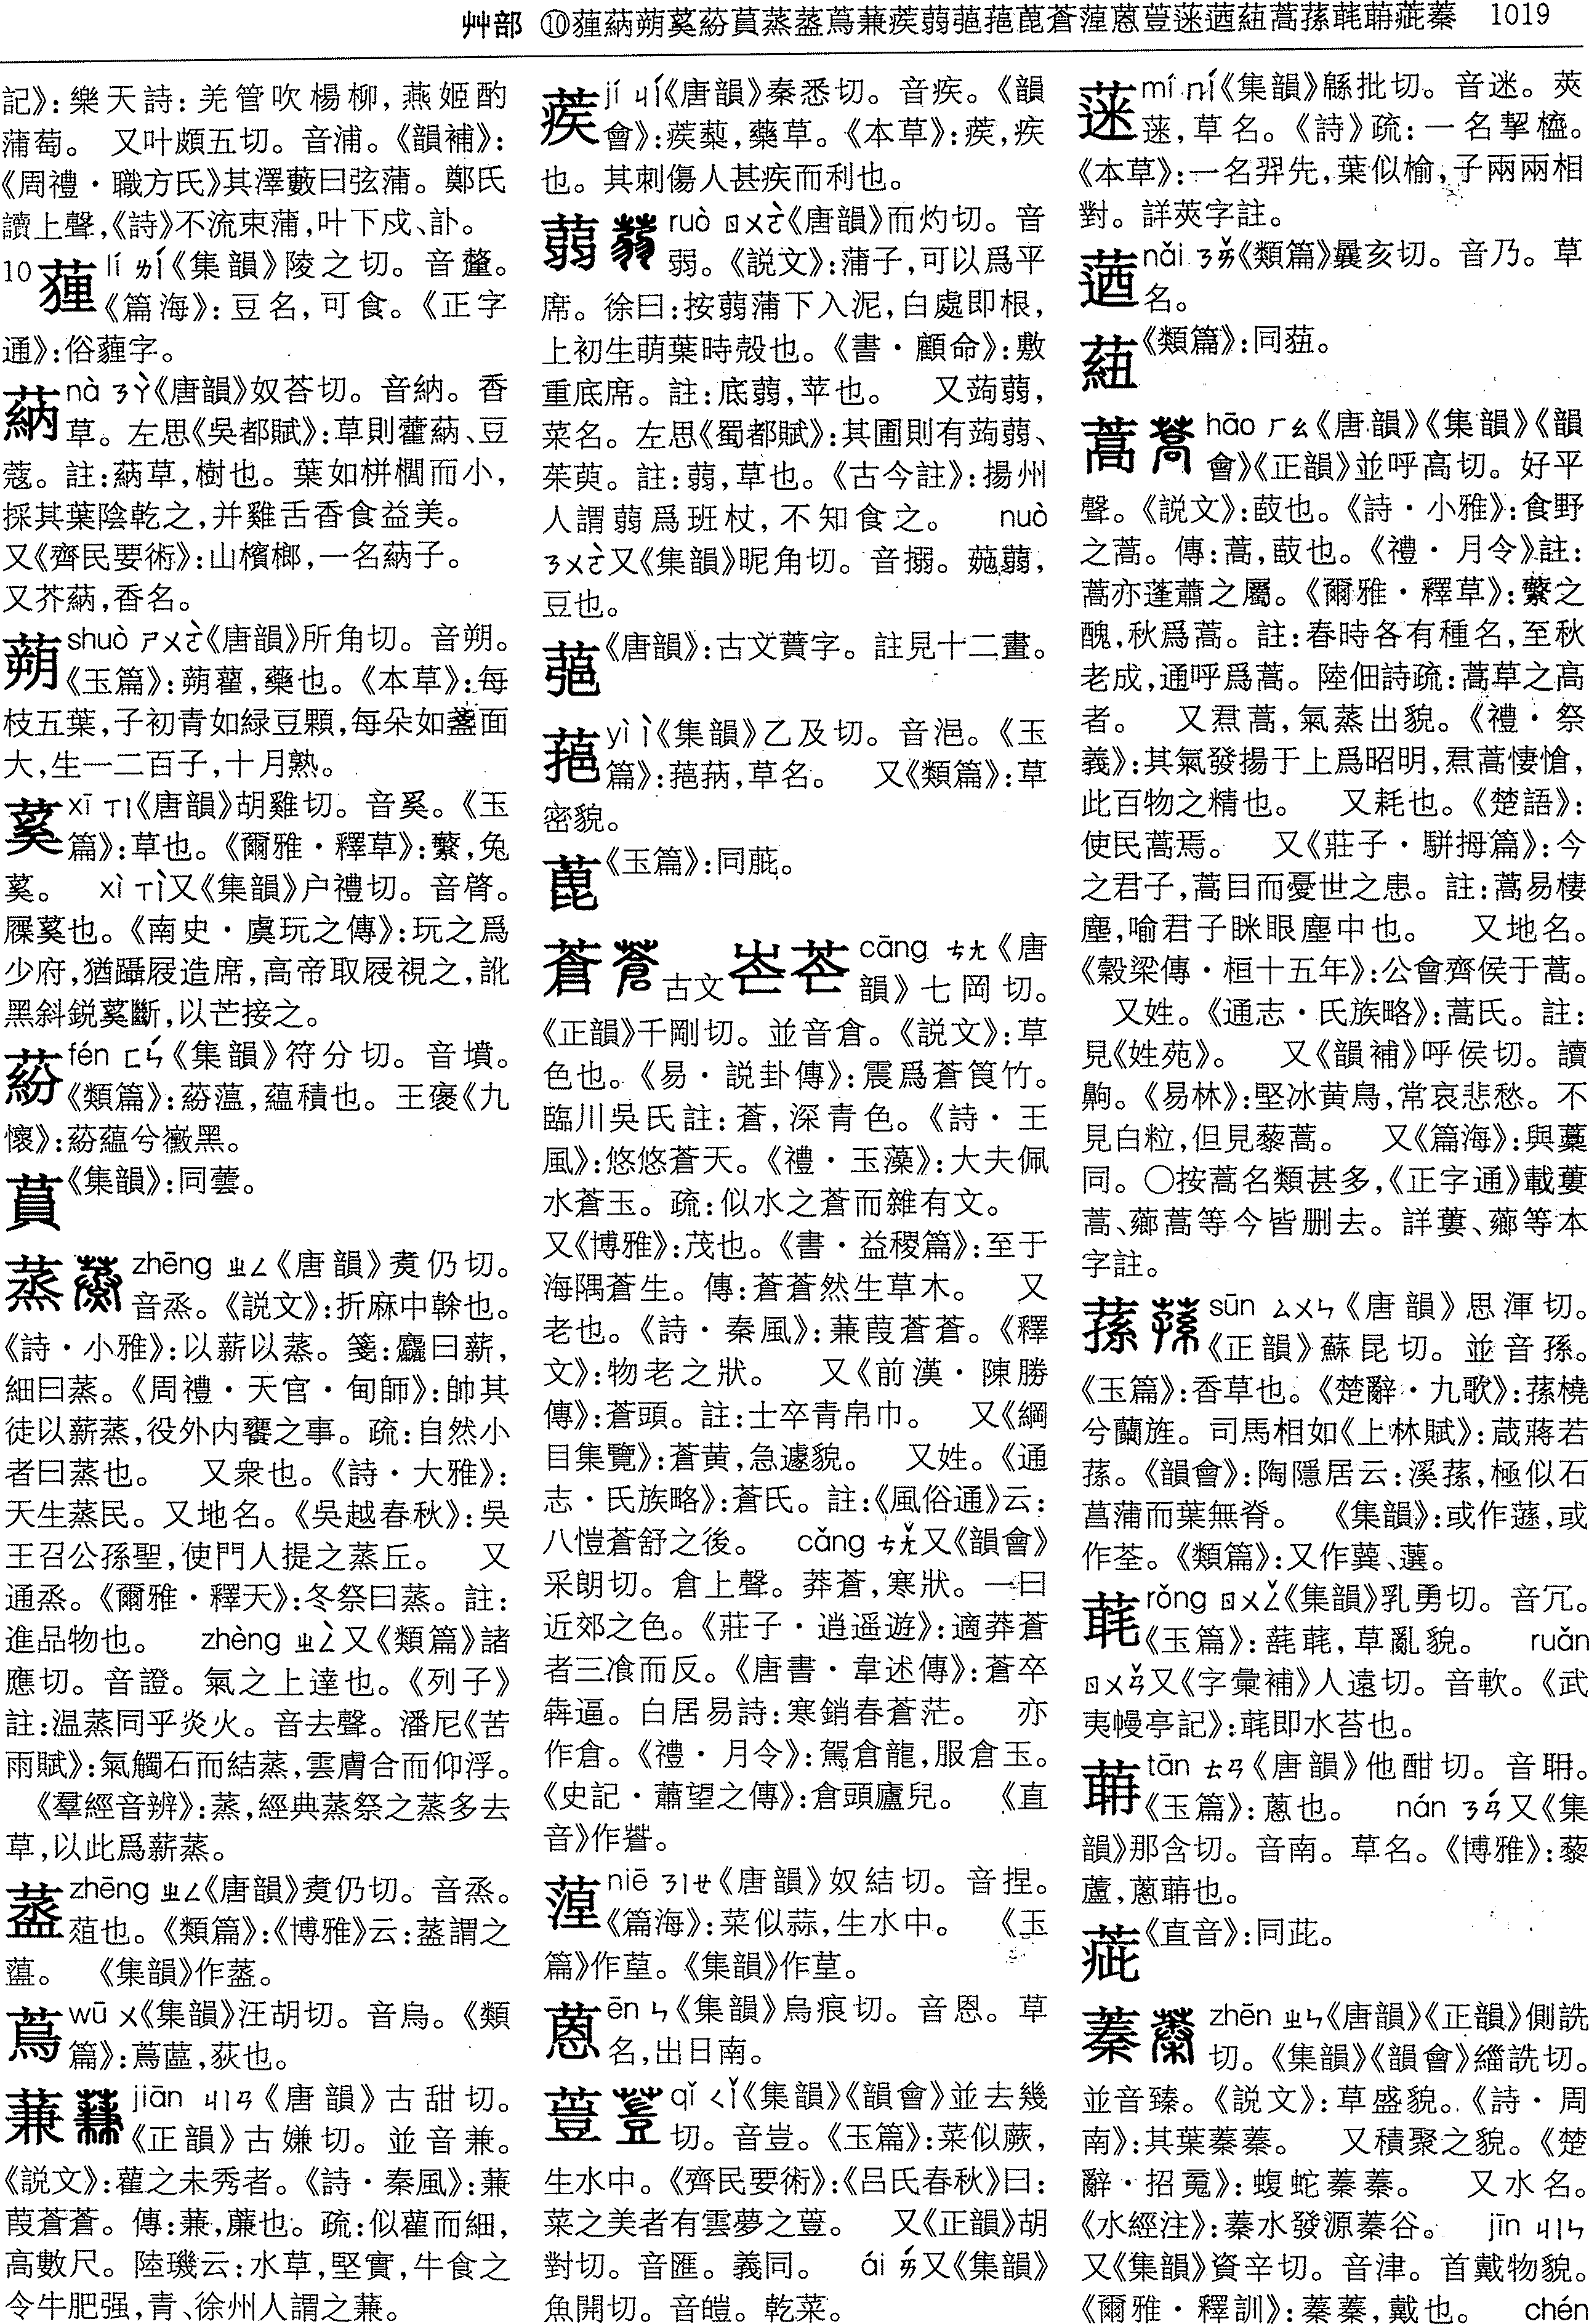 艸部 ⑩蓕蒳蒴蒵蒶蒷蒸蒀蔦蒹蒺蒻蓜蓜蓖蒼蓫蒽荳蒾蓫蒩蒿蓀茸蓀蓁 1019
記》:樂天詩:羌管吹楊柳,燕姬酌
蒲萄。 又叶頗五切。音浦。《韻補》:
《周禮・職方氏》其澤藪曰弦蒲。鄭氏
讀上聲,《詩》不流束蒲,叶下戍、訃。
10 lí ㄌㄧˊ《集韻》陵之切。音釐。
《篇海》:豆名,可食。《正字
通》:俗蘿字。
蒳 nà ㄋㄚˋ《唐韻》奴荅切。音納。香
草。左思《吳都賦》:草則藿蒳、豆
蔻。註:蒳草,樹也。葉如栟櫚而小,
採其葉陰乾之,并雞舌香食益美。
又《齊民要術》:山檳榔,一名蒳子。
又芥蒳,香名。
蒴 shuò ㄕㄨㄛˋ《唐韻》所角切。音朔。
《玉篇》:蒴藋,藥也。《本草》:每
枝五葉,子初青如緑豆顆,每朵如盞面
大,生一二百子,十月熟。
蒵 xī ㄒㄧ《唐韻》胡雞切。音奚。《玉
篇》:草也。《爾雅・釋草》:蘩,兔
蒵。 xì ㄒㄧˋ又《集韻》户禮切。音徯。
屧蒵也。《南史・虞玩之傳》:玩之爲
少府,猶躡屐造席,高帝取屐視之,訿
黑斜鋭蒵斷,以芒接之。
蒶 fén ㄈㄣˊ《集韻》符分切。音墳。
《類篇》:蒶蕰,蘊積也。王褒《九
懷》:蒶蘊兮黴黑。
蒷 《集韻》:同蕓。
蒸 zhēng ㄓㄥ《唐韻》煑仍切。
音烝。《説文》:折麻中榦也。
《詩・小雅》:以薪以蒸。箋:麤曰薪,
細曰蒸。《周禮・天官・甸師》:帥其
徒以薪蒸,役外内饔之事。疏:自然小
者曰蒸也。 又衆也。《詩・大雅》:
天生蒸民。又地名。《吳越春秋》:吳
王召公孫聖,使門人提之蒸丘。 又
通烝。《爾雅・釋天》:冬祭曰蒸。註:
進品物也。 zhèng ㄓㄥˋ又《類篇》諸
應切。音證。氣之上達也。《列子》
註:温蒸同乎炎火。音去聲。潘尼《苦
雨賦》:氣觸石而結蒸,雲膚合而仰浮。
《羣經音辨》:蒸,經典蒸祭之蒸多去
草,以此爲薪蒸。
zhēng ㄓㄥ《唐韻》煑仍切。音烝。
菹也。《類篇》:《博雅》云:謂之
。 《集韻》作。
蔦 wū ㄨ《集韻》汪胡切。音烏。《類
篇》:蓲,荻也。
蒹 jiān ㄐㄧㄢ《唐韻》古甜切。
《正韻》古嫌切。並音兼。
《説文》:雚之未秀者。《詩・秦風》:蒹
葭蒼蒼。傳:蒹,薕也。疏:似雚而細,
高數尺。陸璣云:水草,堅實,牛食之
令牛肥强,青、徐州人謂之蒹。
蒺 jí ㄐㄧˊ《唐韻》秦悉切。音疾。《韻
會》:蒺藜,藥草。《本草》:蒺,疾
也。其刺傷人甚疾而利也。
蒻 ruò ㄖㄨㄛˋ《唐韻》而灼切。音
弱。《説文》:蒲子,可以爲平
席。徐曰:按蒻蒲下入泥,白處即根,
上初生萌葉時殼也。《書・顧命》:敷
重底席。註:底蒻,苹也。 又蒟蒻,
菜名。左思《蜀都賦》:其圃則有蒟蒻、
茱萸。註:蒻,草也。《古今註》:揚州
人謂蒻爲班杖,不知食之。 nuò
ㄋㄨㄛˋ又《集韻》昵角切。音搦。蒻,
豆也。
《唐韻》:古文蕡字。註見十二畫。
yì ㄧˋ《集韻》乙及切。音浥。《玉
篇》:蒳,草名。 又《類篇》:草
密貌。
蓖 《玉篇》:同萞。
蒼 古文 cāng ㄘㄤ《唐
韻》七岡切。
《正韻》千剛切。並音倉。《説文》:草
色也。《易・説卦傳》:震爲蒼筤竹。
臨川吳氏註:蒼,深青色。《詩・王
風》:悠悠蒼天。《禮・玉藻》:大夫佩
水蒼玉。疏:似水之蒼而雜有文。
又《博雅》:茂也。《書・益稷篇》:至于
海隅蒼生。傳:蒼蒼然生草木。 又
老也。《詩・秦風》:蒹葭蒼蒼。《釋
文》:物老之狀。 又《前漢・陳勝
傳》:蒼頭。註:士卒青帛巾。 又《綱
目集覽》:蒼黄,急遽貌。 又姓。《通
志・氏族略》:蒼氏。註:《風俗通》云:
八愷蒼舒之後。 cǎng ㄘㄤˇ又《韻會》
采朗切。倉上聲。莽蒼,寒狀。一曰
近郊之色。《莊子・逍遥遊》:適莽蒼
者三飡而反。《唐書・韋述傳》:蒼卒
犇逼。白居易詩:寒銷春蒼茫。 亦
作倉。《禮・月令》:駕倉龍,服倉玉。
《史記・蕭望之傳》:倉頭廬兒。 《直
音》作。
niē ㄋㄧㄝ《唐韻》奴結切。音捏。
《篇海》:菜似蒜,生水中。 《玉
篇》作。《集韻》作。
蒽 ēn ㄣ《集韻》烏痕切。音恩。草
名,出日南。
qǐ ㄑㄧˇ《集韻》《韻會》並去幾
切。音豈。《玉篇》:菜似蕨,
生水中。《齊民要術》:《吕氏春秋》曰:
菜之美者有雲夢之。 又《正韻》胡
對切。音匯。義同。 ái ㄞˊ又《集韻》
魚開切。音皚。乾菜。
蒾 mí ㄇㄧˊ《集韻》緜批切。音迷。莢
蒾,草名。《詩》疏:一名挈橀。
《本草》:一名羿先,葉似榆,子兩兩相
對。詳莢字註。
nǎi ㄋㄞˇ《類篇》曩亥切。音乃。草
名。
《類篇》:同莥。
蒿 hāo ㄏㄠ《唐韻》《集韻》《韻
會》《正韻》並呼高切。好平
聲。《説文》:菣也。《詩・小雅》:食野
之蒿。傳:蒿,菣也。《禮・月令》註:
蒿亦蓬蕭之屬。《爾雅・釋草》:蘩之
醜,秋爲蒿。註:春時各有種名,至秋
老成,通呼爲蒿。陸佃詩疏:蒿草之高
者。 又焄蒿,氣蒸出貌。《禮・祭
義》:其氣發揚于上爲昭明,焄蒿悽愴,
此百物之精也。 又耗也。《楚語》:
使民蒿焉。 又《莊子・駢拇篇》:今
之君子,蒿目而憂世之患。註:蒿易棲
塵,喻君子眯眼塵中也。 又地名。
《穀梁傳・桓十五年》:公會齊侯于蒿。
又姓。《通志・氏族略》:蒿氏。註:
見《姓苑》。 又《韻補》呼侯切。讀
齁。《易林》:堅冰黄鳥,常哀悲愁。不
見白粒,但見藜蒿。 又《篇海》:與藁
同。〇按蒿名類甚多,《正字通》載蔞
蒿、薌蒿等今皆删去。詳蔞、薌等本
字註。
蓀 sūn ㄙㄨㄣ《唐韻》思渾切。
《正韻》蘇昆切。並音孫。
《玉篇》:香草也。《楚辭・九歌》:蓀橈
兮蘭旌。司馬相如《上林賦》:葴蔣若
蓀。《韻會》:陶隱居云:溪蓀,極似石
菖蒲而葉無脊。 《集韻》:或作蓀,或
作荃。《類篇》:又作、。
rǒng ㄖㄨㄥˇ《集韻》乳勇切。音冗。
《玉篇》:,草亂貌。 ruǎn
ㄖㄨㄢˇ又《字彙補》人遠切。音軟。《武
夷幔亭記》:即水苔也。
tān ㄊㄢ《唐韻》他酣切。音聃。
《玉篇》:蔥也。 nán ㄋㄢˊ又《集
韻》那含切。音南。草名。《博雅》:藜
蘆,蔥也。
《直音》:同茈。
蓁 zhēn ㄓㄣ《唐韻》《正韻》側詵
切。《集韻》《韻會》緇詵切。
並音臻。《説文》:草盛貌。《詩・周
南》:其葉蓁蓁。 又積聚之貌。《楚
辭・招䰟》:蝮蛇蓁蓁。 又水名。
《水經注》:蓁水發源蓁谷。 jīn ㄐㄧㄣ
又《集韻》資辛切。音津。首戴物貌。
《爾雅・釋訓》:蓁蓁,戴也。 chén